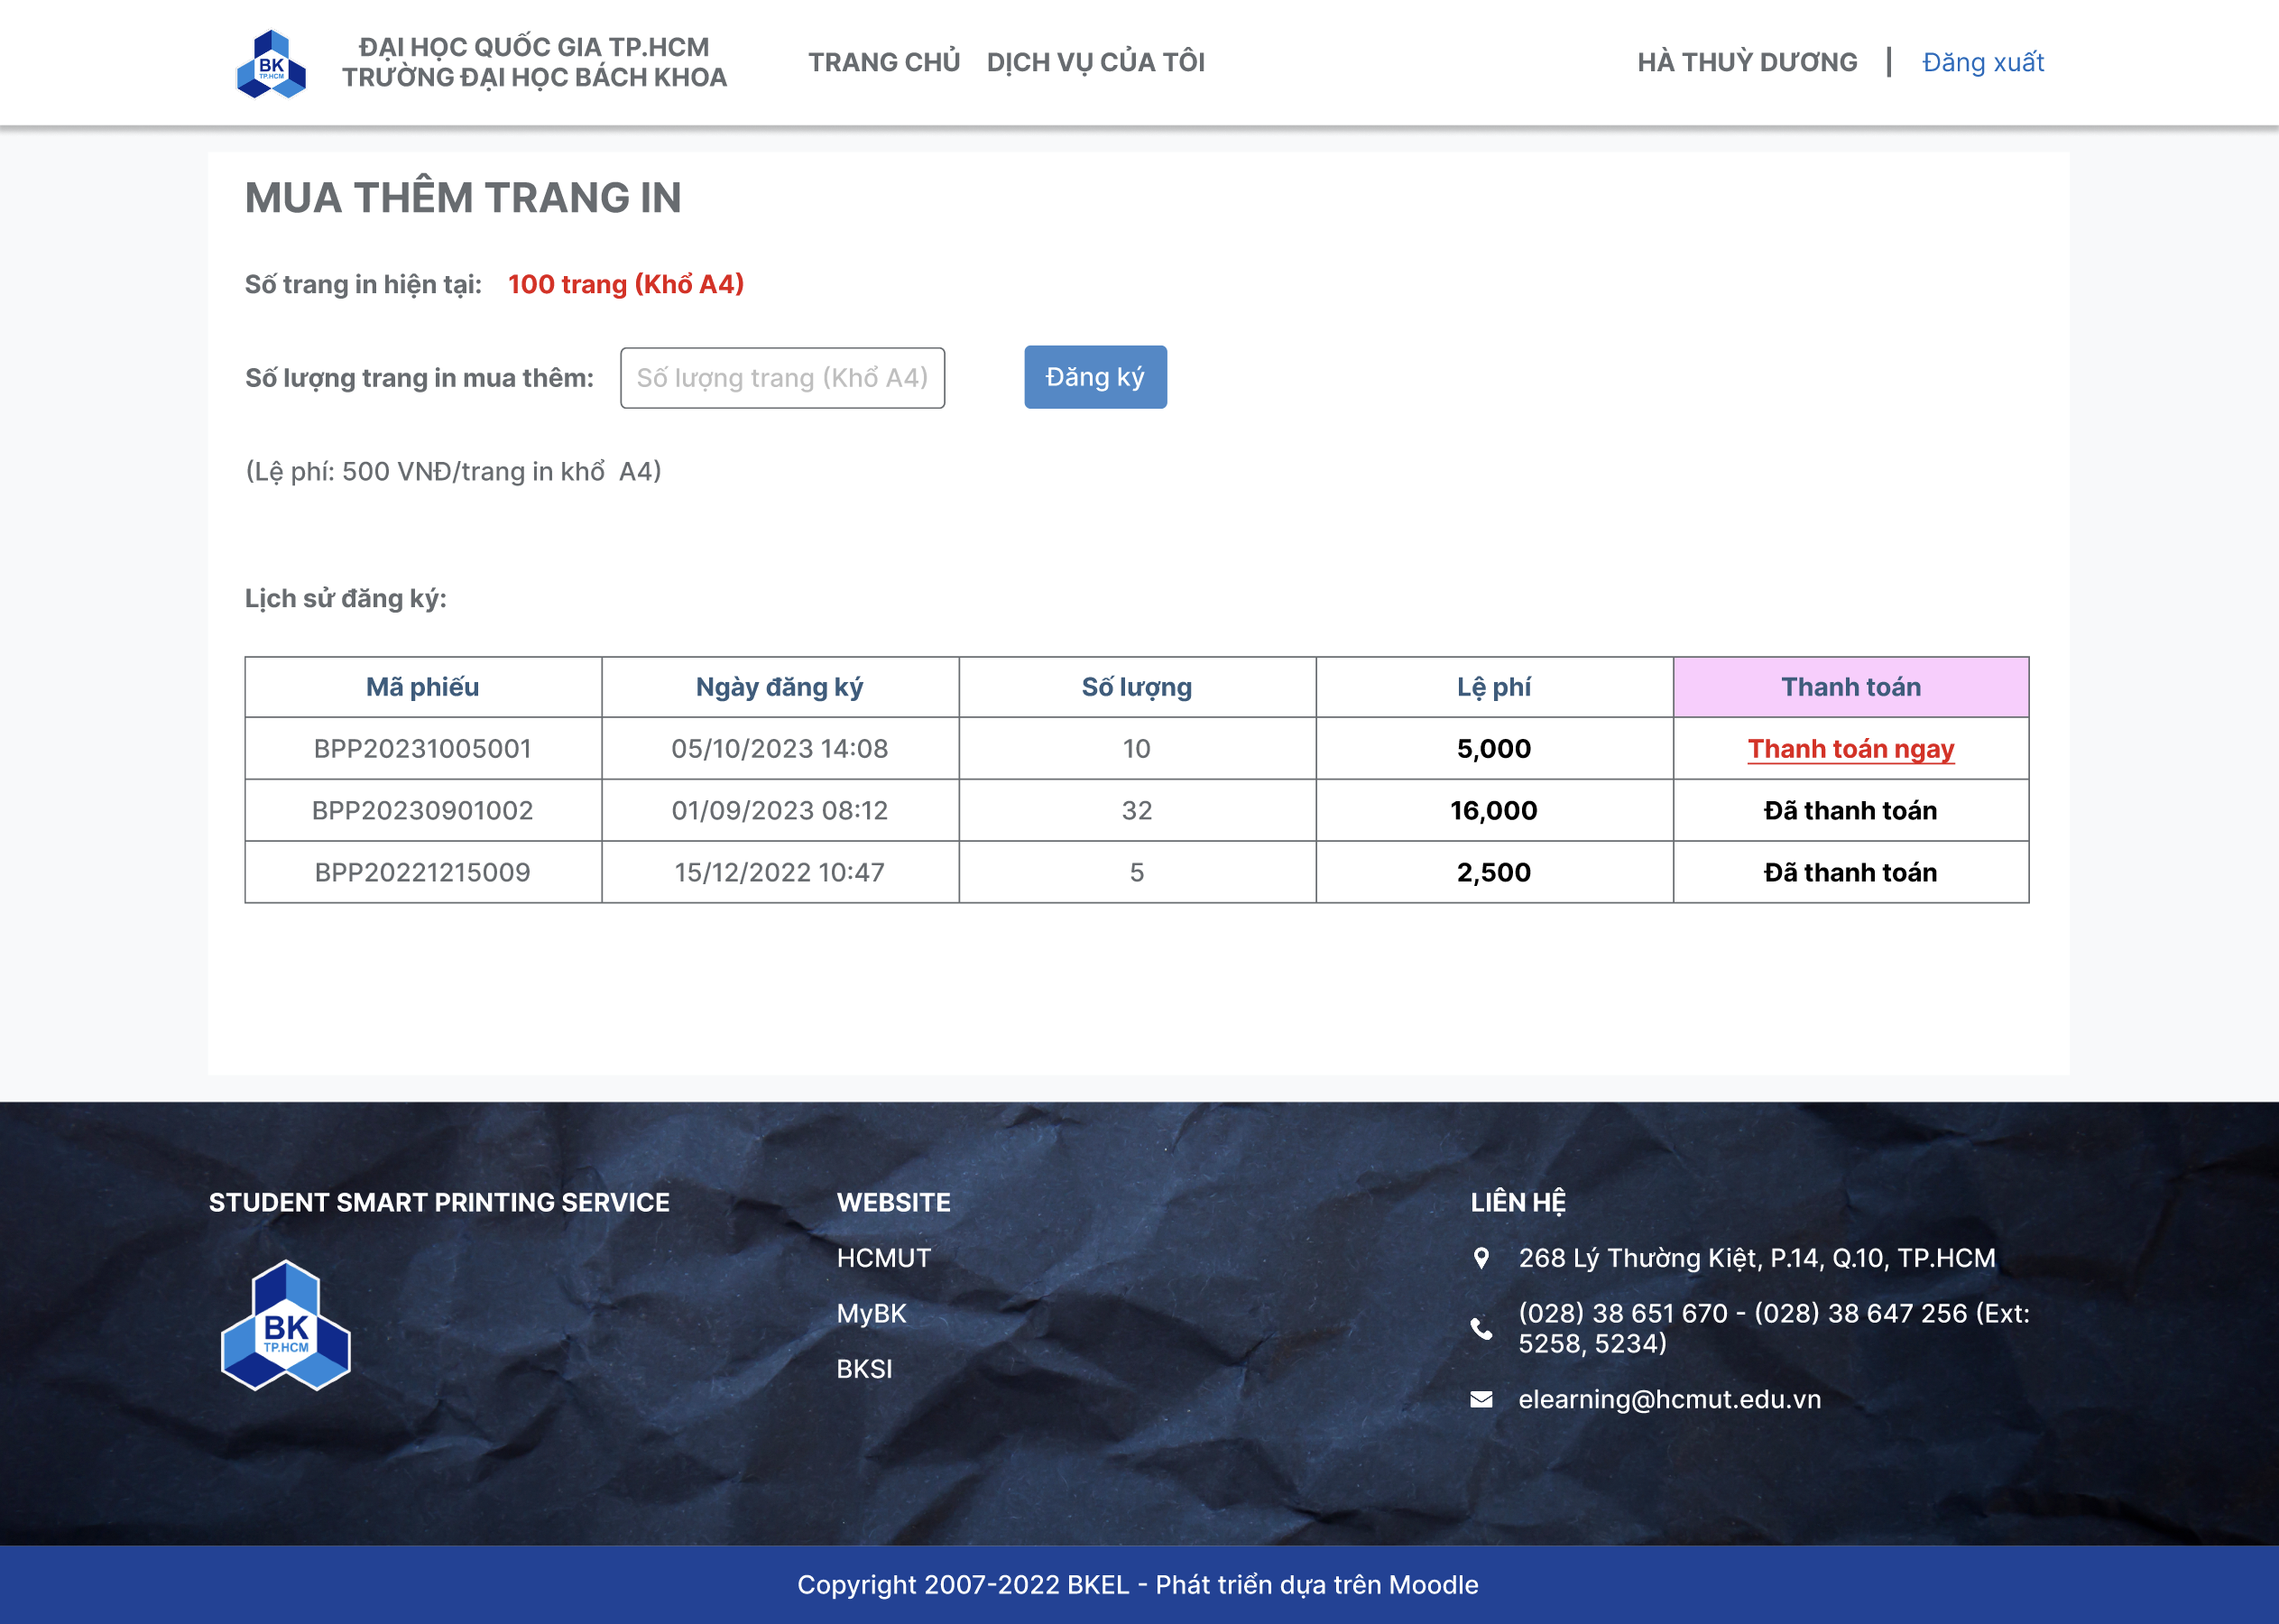 BK
TP.HCM
ĐẠI HỌC QUỐC GIA TP.HCM
TRƯỜNG ĐẠI HỌC BÁCH KHOA
TRANG CHỦ
DỊCH VỤ CỦA TÔI
HÀ THUỲ DƯƠNG | Đăng xuất
MUA THÊM TRANG IN
Số trang in hiện tại: 100 trang (Khổ A4)
Số lượng trang in mua thêm: Số lượng trang (Khổ A4) Đăng ký
(Lệ phí: 500 VNĐ/trang in khổ A4)
Lịch sử đăng ký:
Mã phiếu Ngày đăng ký Số lượng Lệ phí Thanh toán
BPP20231005001 05/10/2023 14:08 10 5,000 Thanh toán ngay
BPP20230901002 01/09/2023 08:12 32 16,000 Đã thanh toán
BPP20221215009 15/12/2022 10:47 5 2,500 Đã thanh toán
STUDENT SMART PRINTING SERVICE
BK
TP.HCM
WEBSITE
HCMUT
MyBK
BKSI
LIÊN HỆ
268 Lý Thường Kiệt, P.14, Q.10, TP.HCM
(028) 38 651 670 - (028) 38 647 256 (Ext:
5258, 5234)
elearning@hcmut.edu.vn
Copyright 2007-2022 BKEL - Phát triển dựa trên Moodle